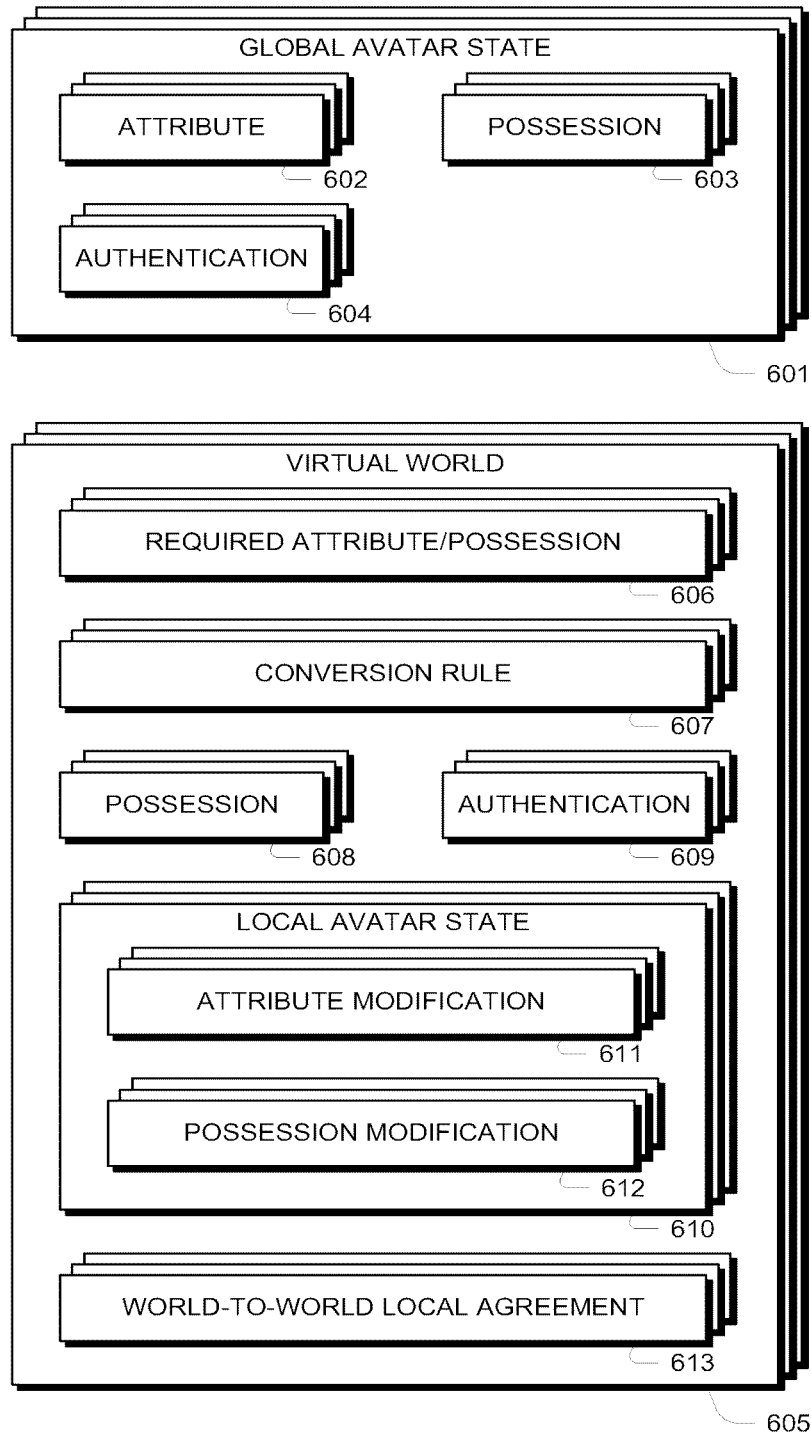 GLOBAL AVATAR STATE
ATTRIBUTE
POSSESSION
602
603
AUTHENTICATION
604
601
VIRTUAL WORLD
REQUIRED ATTRIBUTE/POSSESSION
606
CONVERSION RULE
607
POSSESSION
AUTHENTICATION
608
609
LOCAL AVATAR STATE
ATTRIBUTE MODIFICATION
611
POSSESSION MODIFICATION
612
610
WORLD-TO-WORLD LOCAL AGREEMENT
613
605